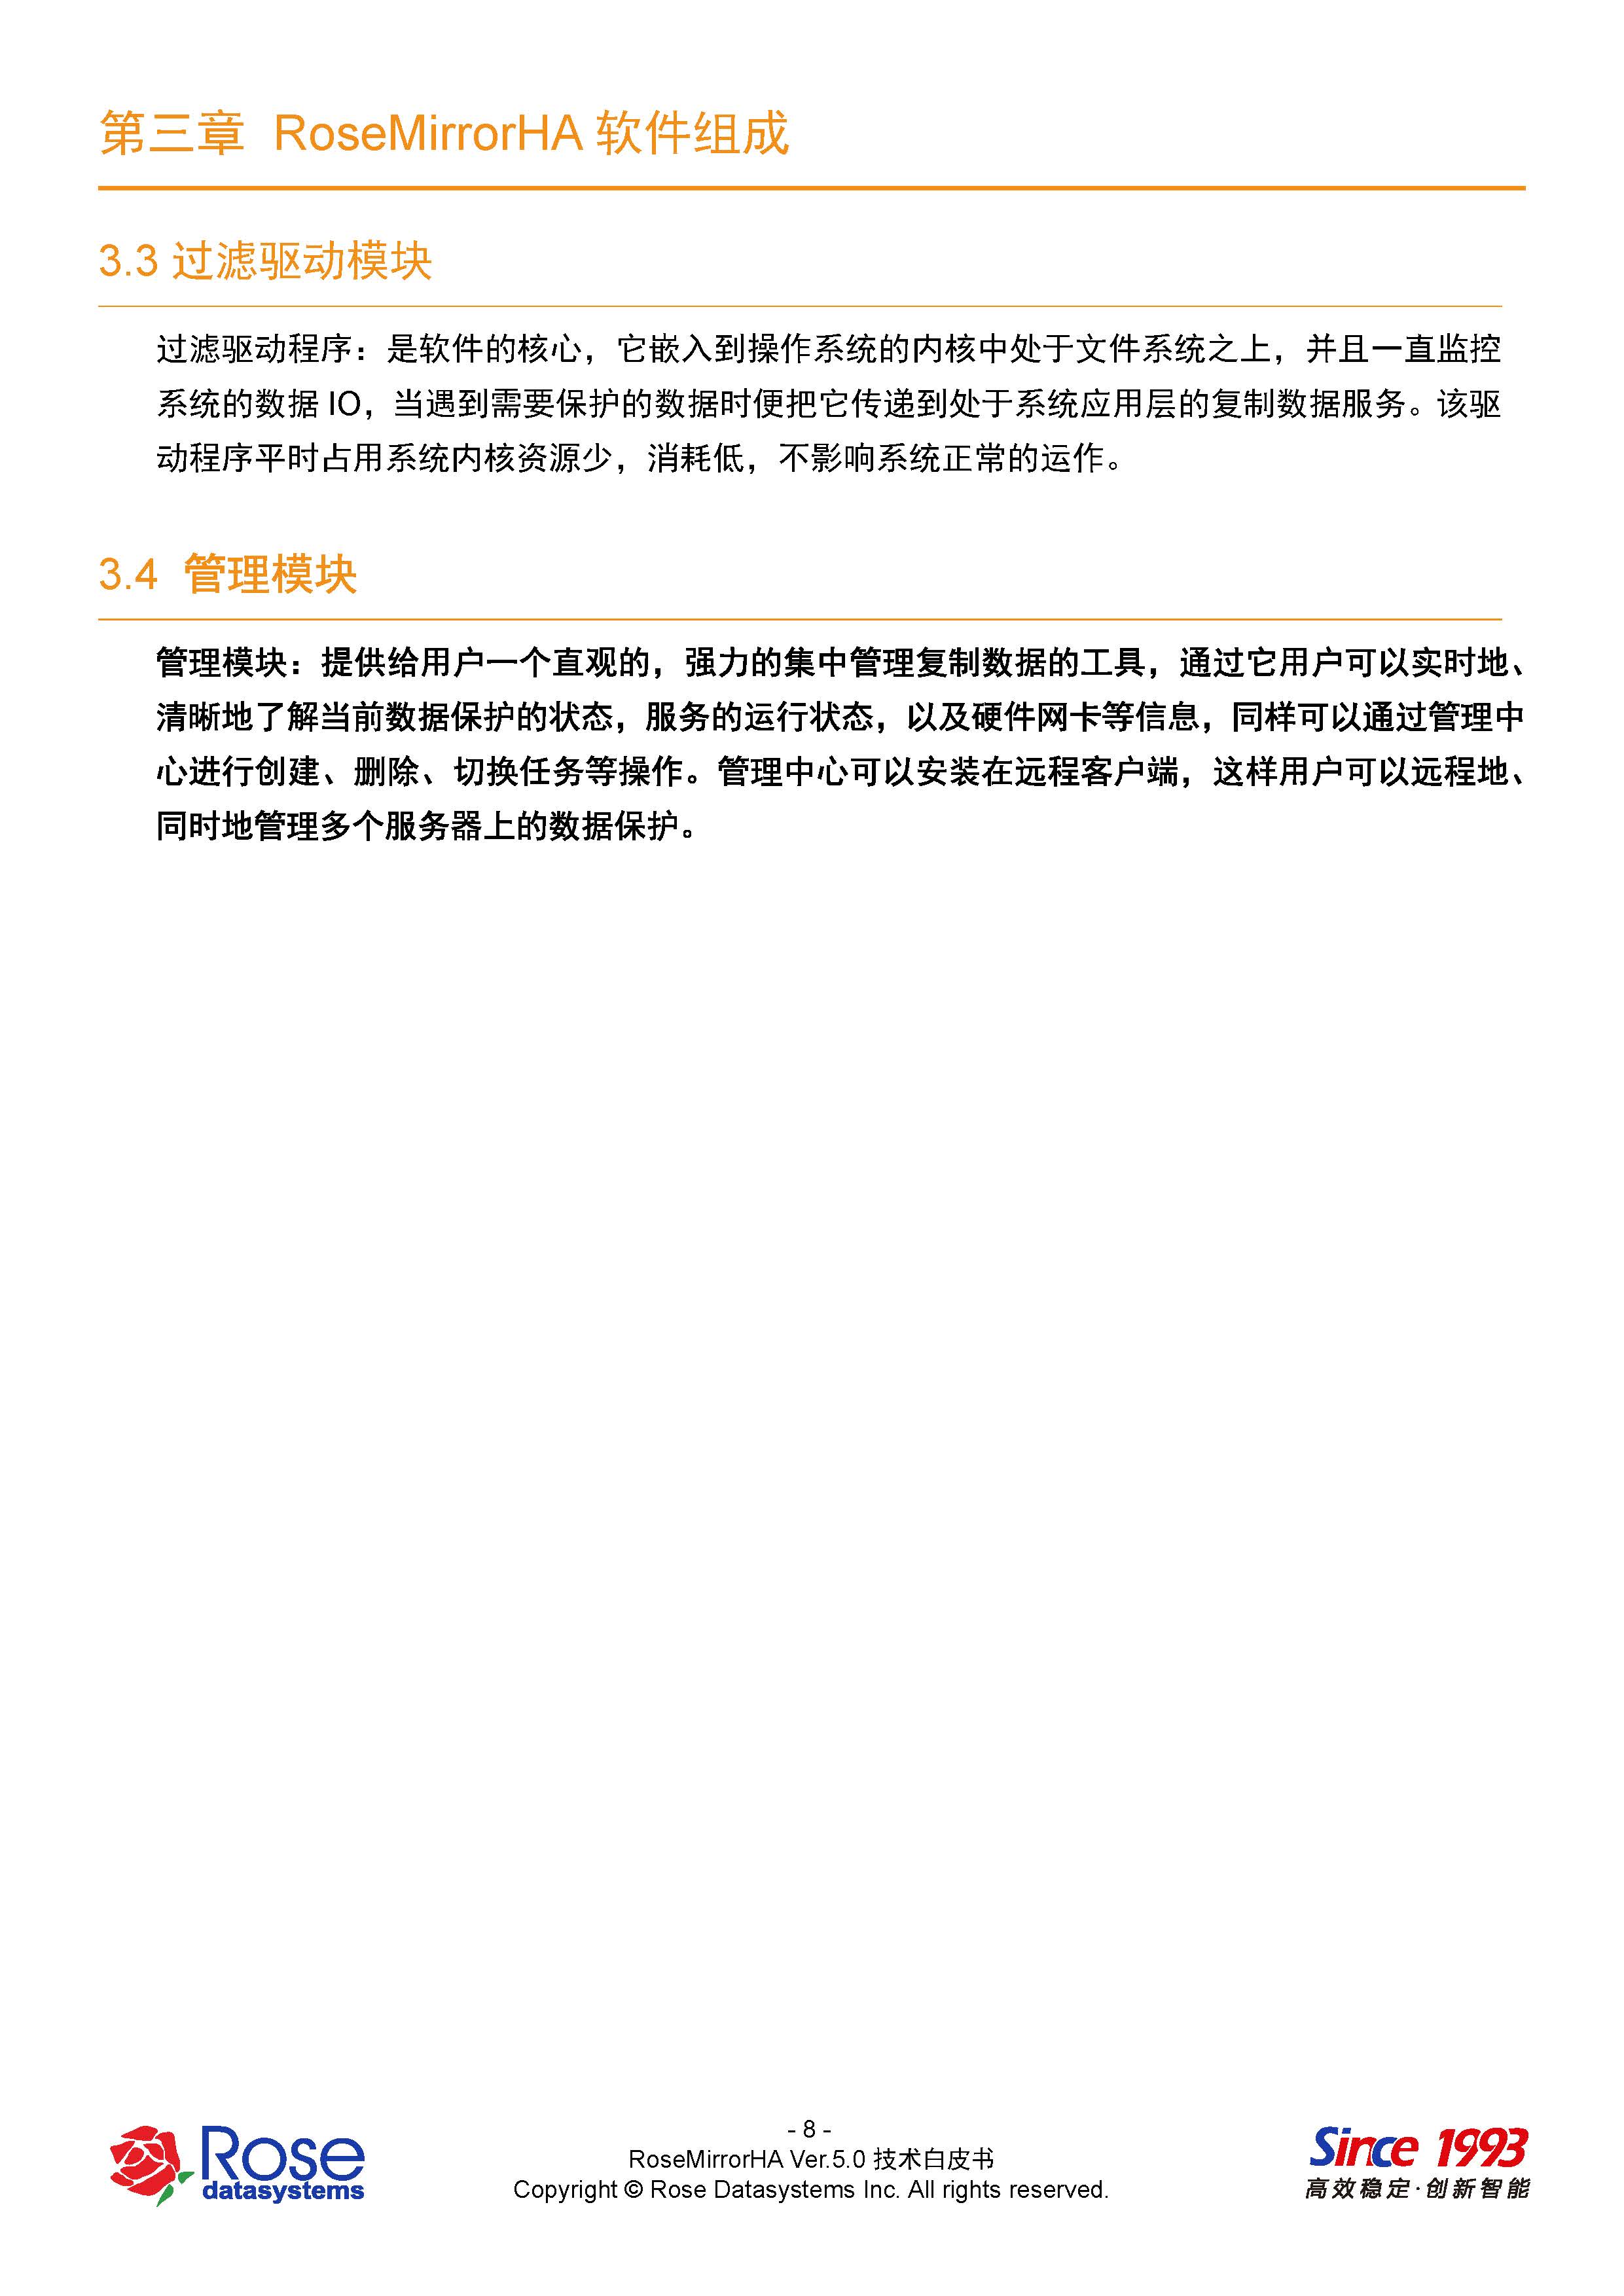 第三章 RoseMirrorHA 软件组成
3.3 过滤驱动模块
过滤驱动程序：是软件的核心，它嵌入到操作系统的内核中处于文件系统之上，并且一直监控
系统的数据 IO，当遇到需要保护的数据时便把它传递到处于系统应用层的复制数据服务。该驱
动程序平时占用系统内核资源少，消耗低，不影响系统正常的运作。
3.4 管理模块
管理模块：提供给用户一个直观的，强力的集中管理复制数据的工具，通过它用户可以实时地、
清晰地了解当前数据保护的状态，服务的运行状态，以及硬件网卡等信息，同样可以通过管理中
心进行创建、删除、切换任务等操作。管理中心可以安装在远程客户端，这样用户可以远程地、
同时地管理多个服务器上的数据保护。
Rose
datasystems
- 8 -
RoseMirrorHA Ver.5.0 技术白皮书
Copyright © Rose Datasystems Inc. All rights reserved.
Since 1993
高效稳定·创新智能